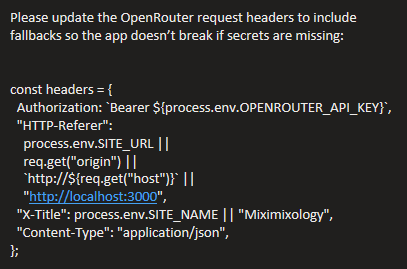 Please update the OpenRouter request headers to include
fallbacks so the app doesn’t break if secrets are missing:
const headers = {
Authorization: `Bearer ${process.env.OPENROUTER_API_KEY}`,
"HTTP-Referer":
process.env.SITE_URL ||
req.get("origin") ||
`http://${req.get("host")}` ||
"http://localhost:3000",
"X-Title": process.env.SITE_NAME || "Miximixology",
"Content-Type": "application/json",
};